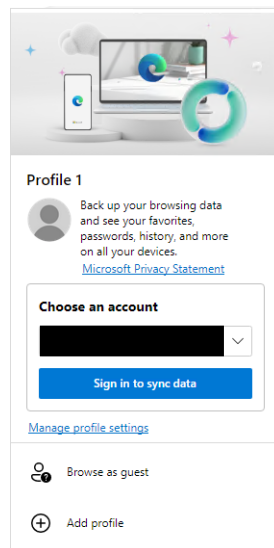 Profile 1
Back up your browsing data
and see your favorites,
passwords, history, and more
on all your devices.
Microsoft Privacy Statement
Choose an account
Sign in to sync data
Manage profile settings
Browse as guest
Add profile